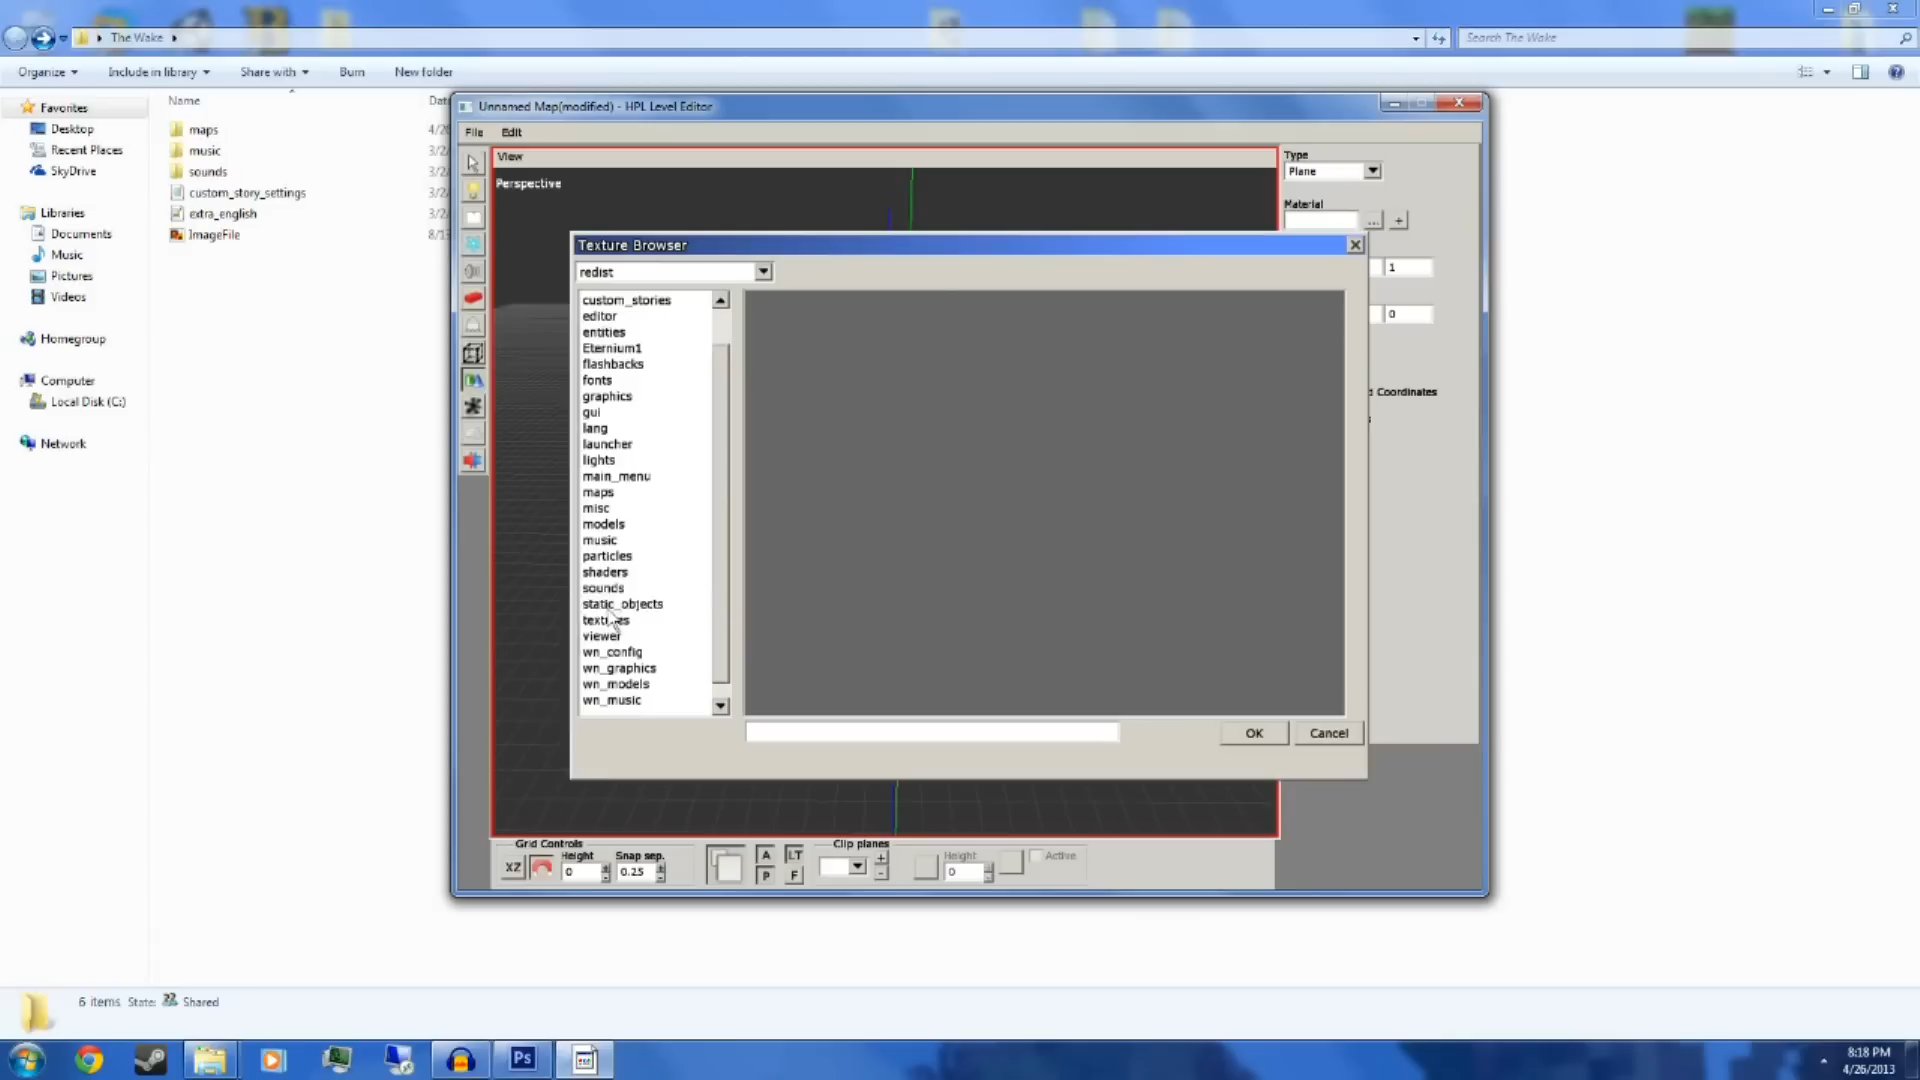 The Wake
Search The Wake
Organize
Include in library
Share with
Burn
New folder
Favorites
Desktop
Recent Places
SkyDrive
Libraries
Documents
Music
Pictures
Videos
Homegroup
Computer
Local Disk (C:)
Network
Name
maps
music
sounds
custom_story_settings
extra_english
ImageFile
Unnamed Map(modified) - HPL Level Editor
File
Edit
View
Perspective
Type
Plane
Material
...
+
1
0
Coordinates
Texture Browser
redist
custom_stories
editor
entities
Eternium1
flashbacks
fonts
graphics
gui
lang
launcher
lights
main_menu
maps
misc
models
music
particles
shaders
sounds
static_objects
textures
viewer
wn_config
wn_graphics
wn_models
wn_music
OK
Cancel
Grid Controls
XZ
Height
0
Snap sep.
0.25
A
LT
P
F
Clip planes
+
-
Height
0
Active
6 items
State:
Shared
Ps
8:18 PM
4/26/2013